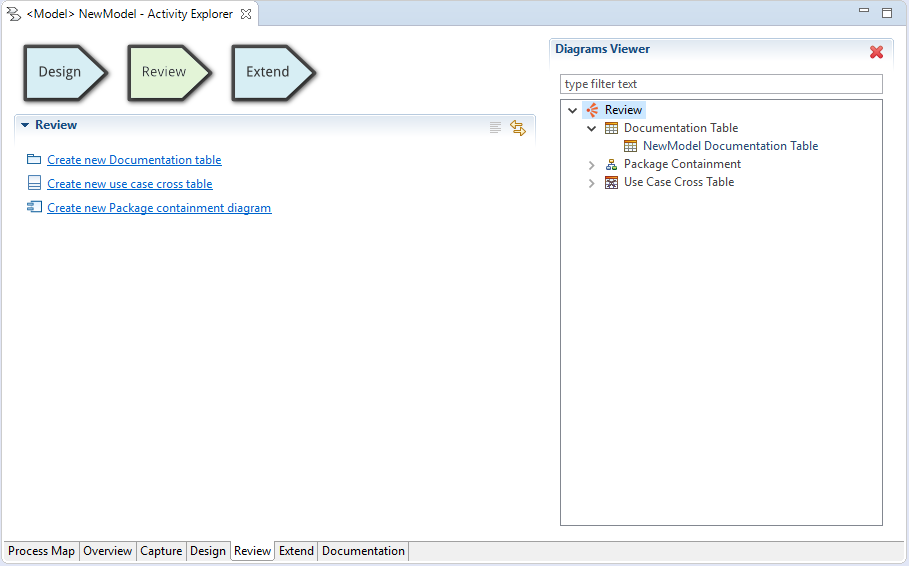 <Model> NewModel - Activity Explorer
Design
Review
Extend
Review
Create new Documentation table
Create new use case cross table
Create new Package containment diagram
Diagrams Viewer
type filter text
Review
Documentation Table
NewModel Documentation Table
Package Containment
Use Case Cross Table
Process Map
Overview
Capture
Design
Review
Extend
Documentation